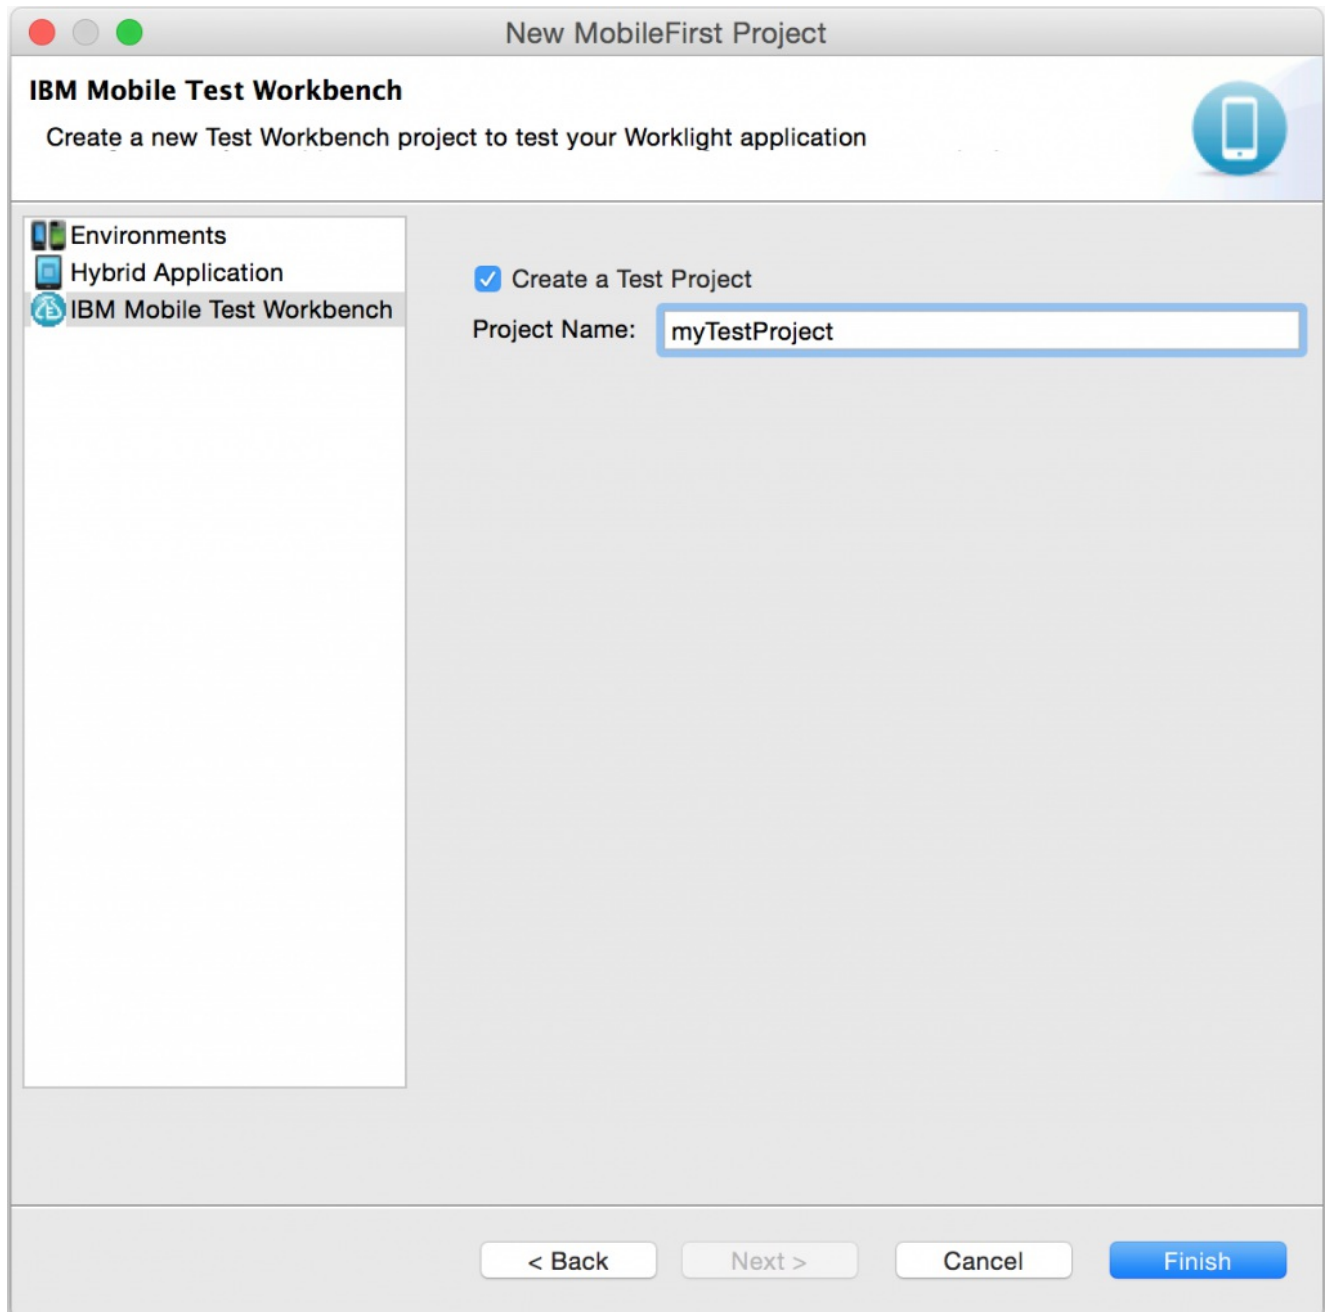 New MobileFirst Project
IBM Mobile Test Workbench
Create a new Test Workbench project to test your Worklight application
Environments
Hybrid Application
IBM Mobile Test Workbench
Create a Test Project
Project Name: myTestProject
< Back Next > Cancel Finish